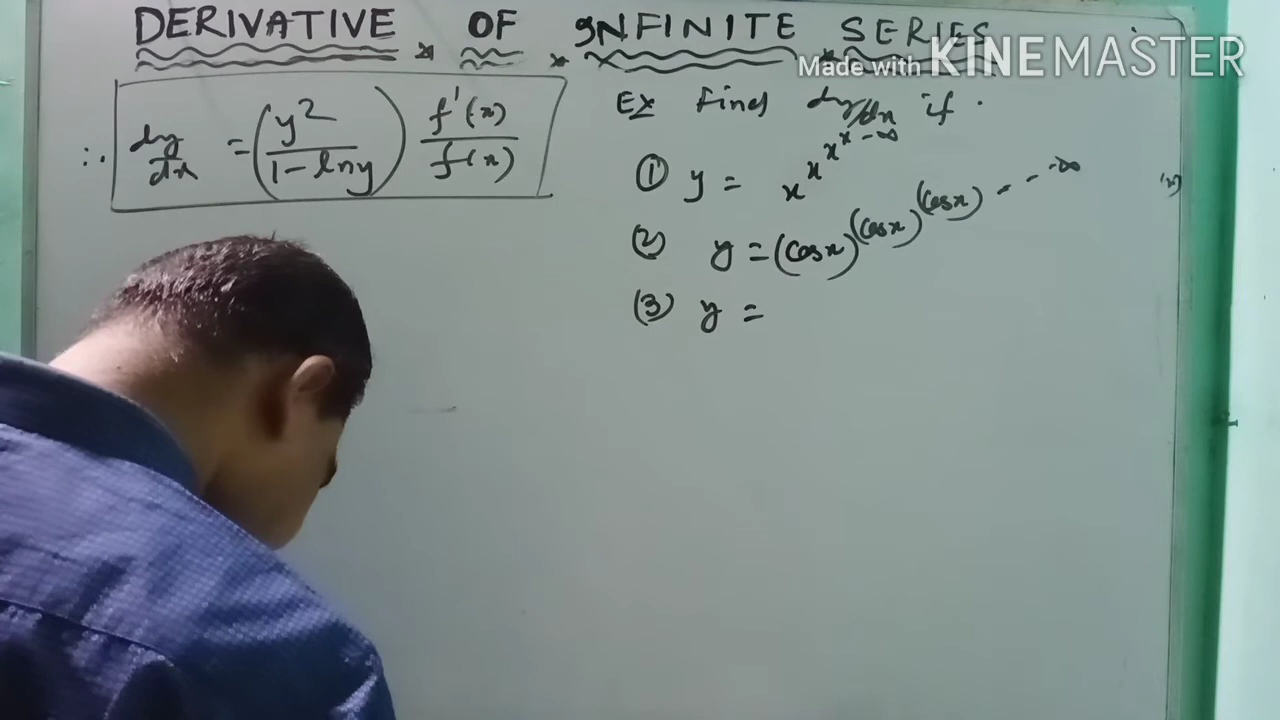 DERIVATIVE OF INFINITE SERIES
Made with KINEMASTER
∴ dy/dx = (y²/(1 - lny)) f'(x)/f(x)
Ex Find dy/dx if
① y = x^x^x^x - ∞
(2) y = (cosx)^(cosx)^(cosx) - - -∞
(3) y =